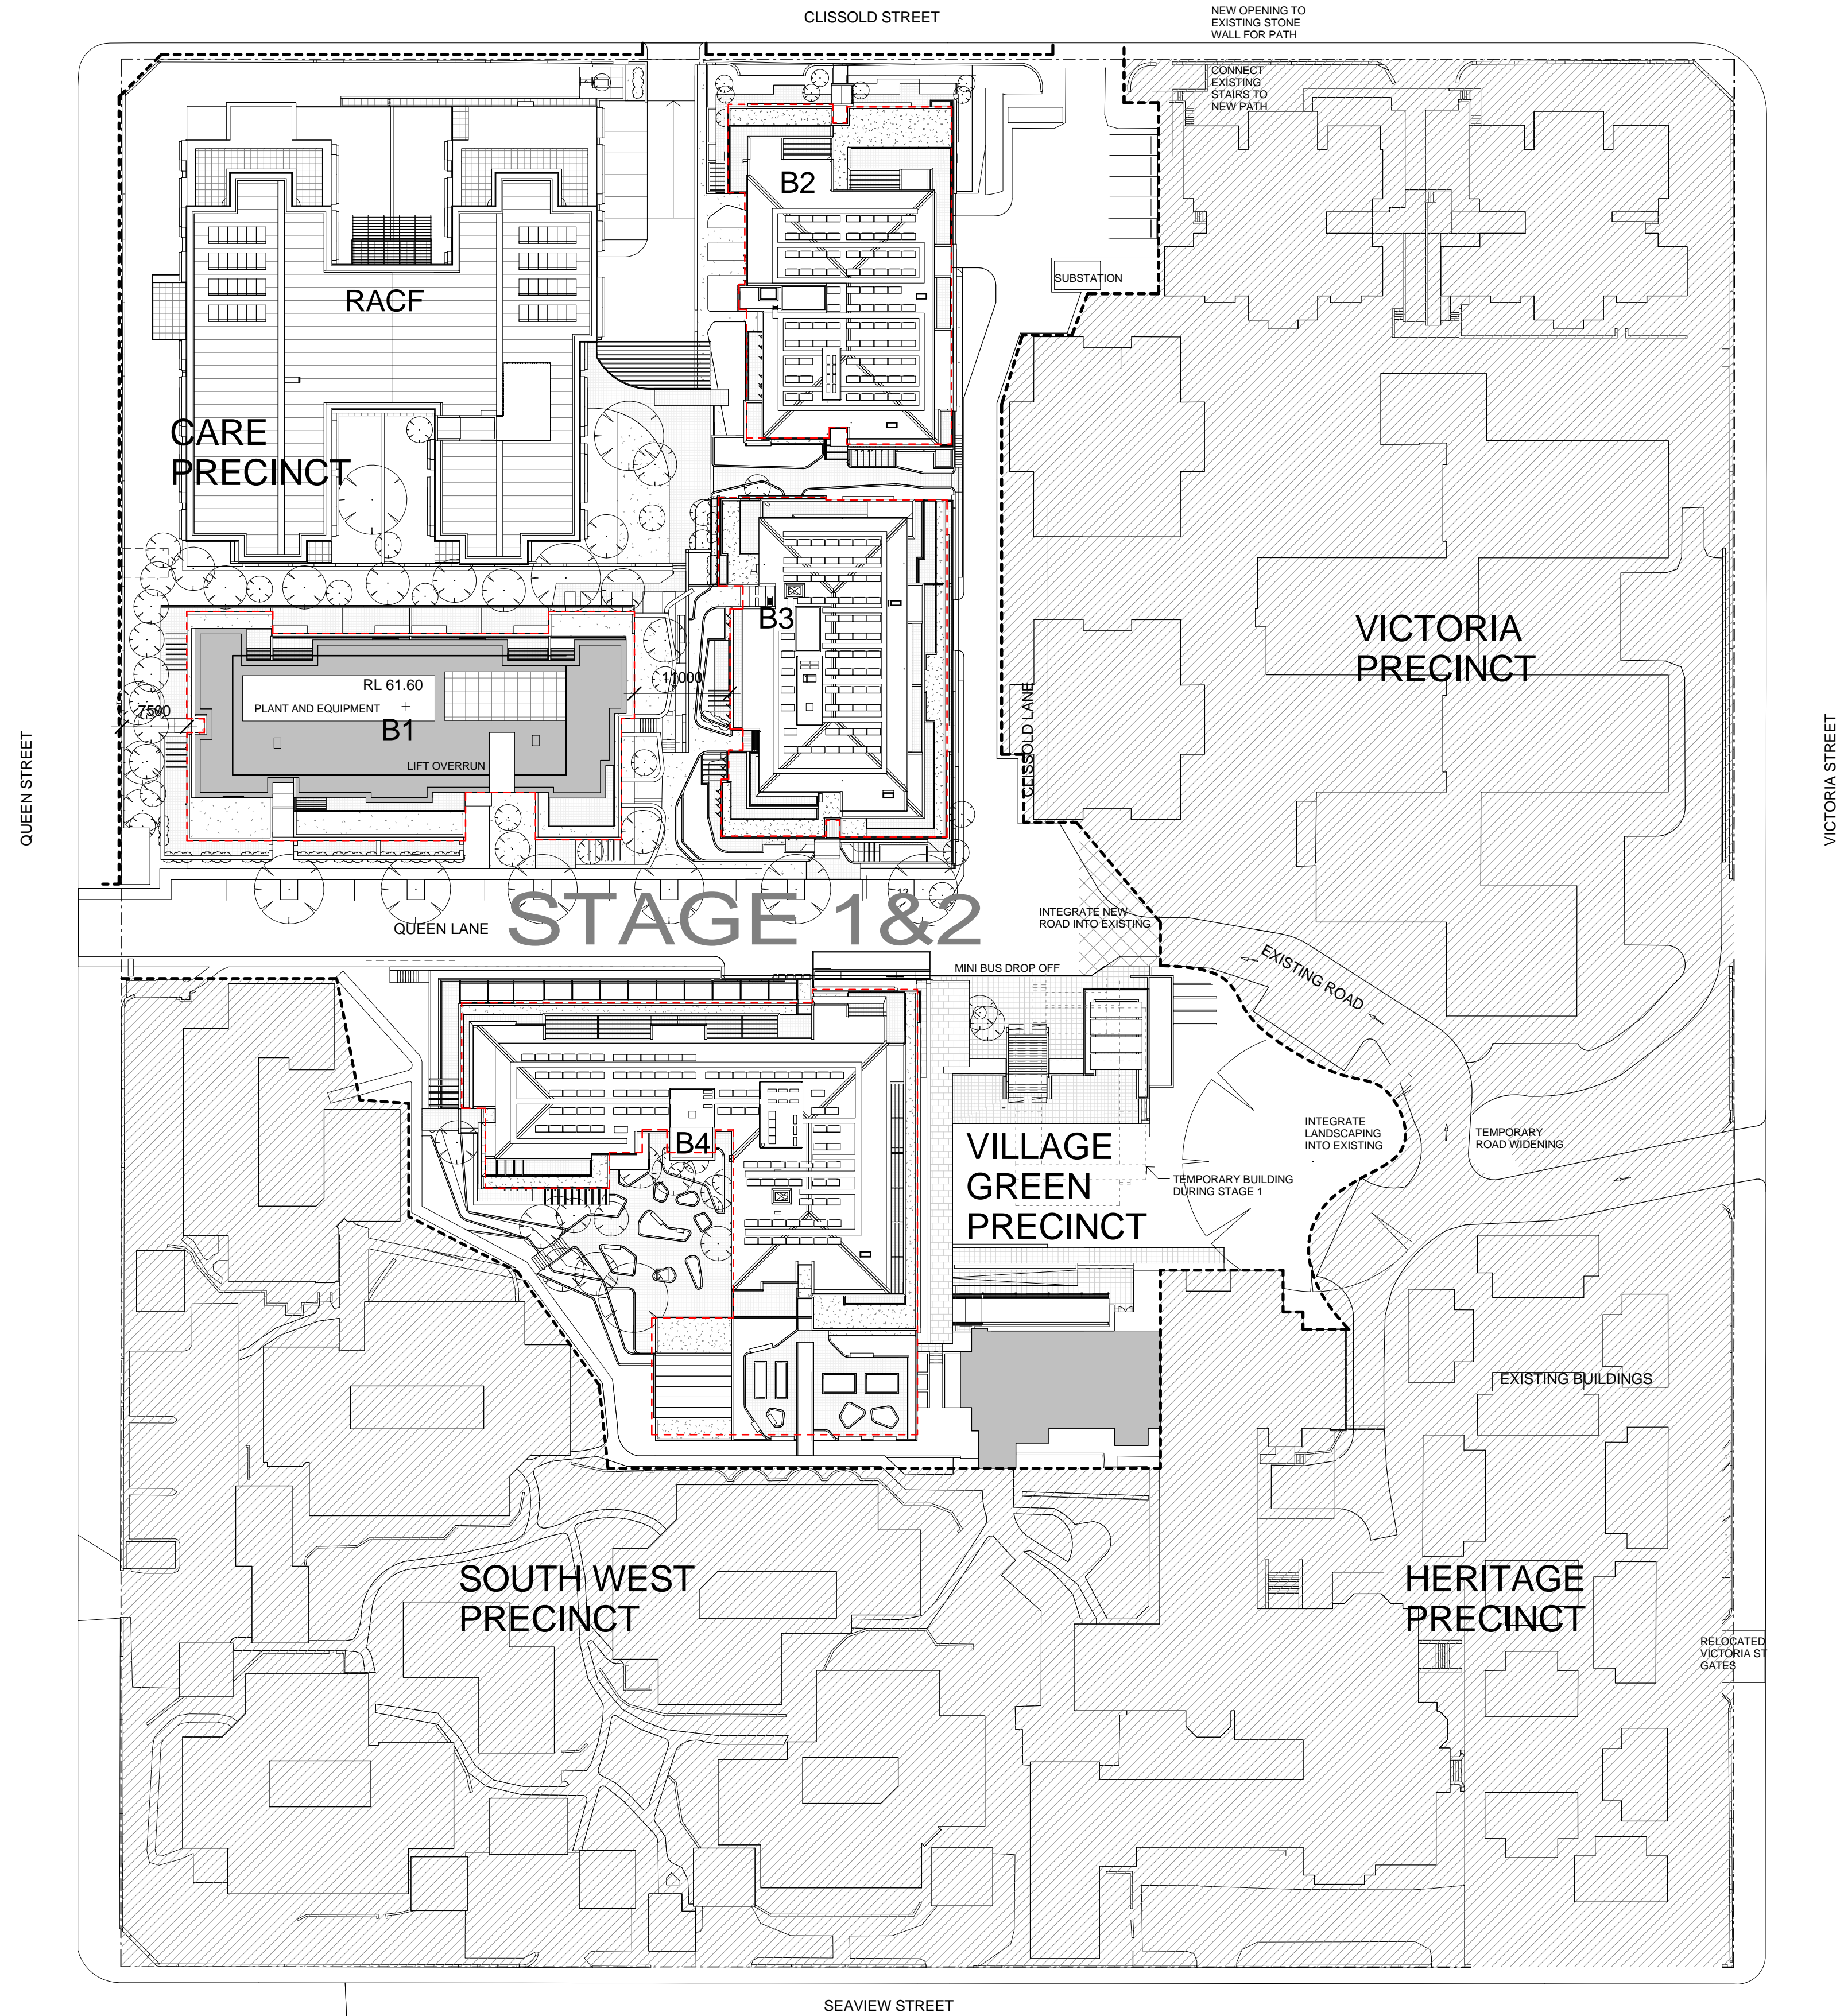 CLISSOLD STREET
NEW OPENING TO
EXISTING STONE
WALL FOR PATH
CONNECT
EXISTING
STAIRS TO
NEW PATH
B2
SUBSTATION
RACF
CARE
PRECINCT
B3
VICTORIA
PRECINCT
RL 61.60
11000
PLANT AND EQUIPMENT
7500
B1
LIFT OVERRUN
CLISSOLD LANE
QUEEN STREET
VICTORIA STREET
12
STAGE 1&2
QUEEN LANE
INTEGRATE NEW
ROAD INTO EXISTING
EXISTING ROAD
MINI BUS DROP OFF
B4
VILLAGE
GREEN
PRECINCT
INTEGRATE
LANDSCAPING
INTO EXISTING
TEMPORARY
ROAD WIDENING
TEMPORARY BUILDING
DURING STAGE 1
EXISTING BUILDINGS
SOUTH WEST
PRECINCT
HERITAGE
PRECINCT
RELOCATED
VICTORIA ST
GATES
SEAVIEW STREET